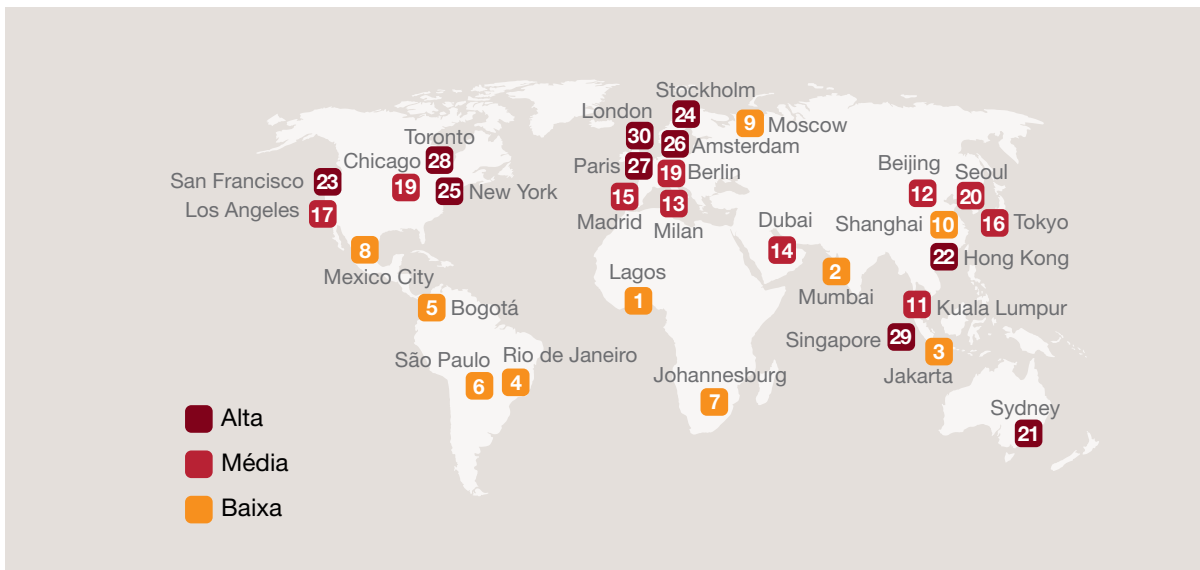 Stockholm
24
London
30
9 Moscow
26 Amsterdam
Toronto
28
Chicago
19
Paris 27
19 Berlin
San Francisco 23
25 New York
Los Angeles 17
15
Madrid
13
Milan
Beijing
12
Seoul
20
Shanghai 10
16 Tokyo
Dubai
14
22 Hong Kong
8
Mexico City
2
Mumbai
Lagos
1
5 Bogotá
11 Kuala Lumpur
Singapore 29
3
Jakarta
São Paulo
6
Rio de Janeiro
4
Johannesburg
7
Sydney
21
Alta
Média
Baixa